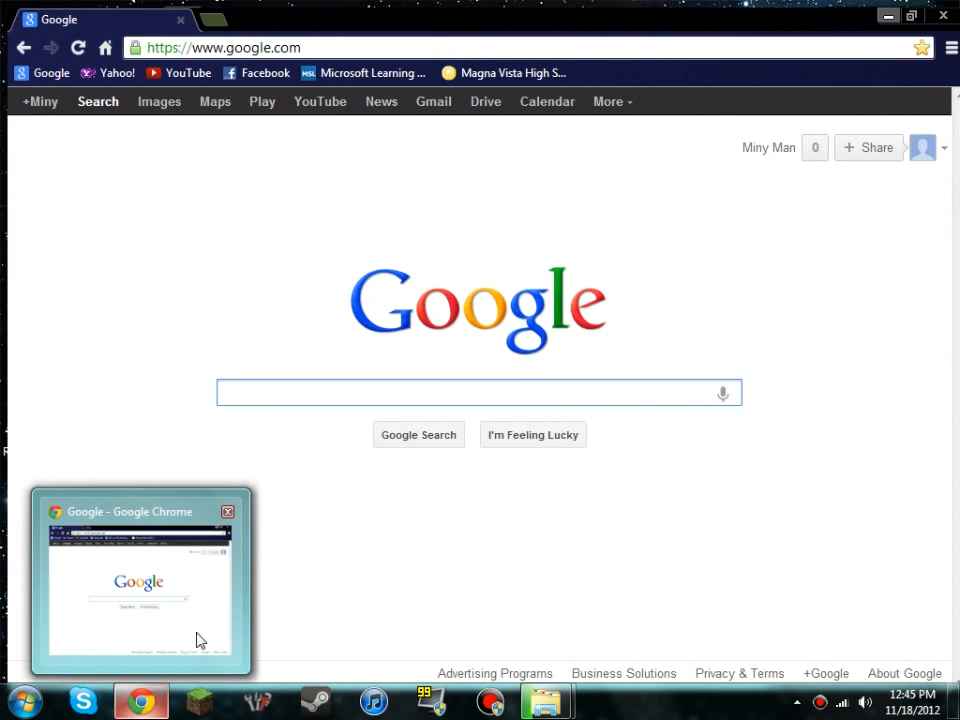 Google
https://www.google.com
Google Yahoo! YouTube Facebook MSL Microsoft Learning ... Magna Vista High S...
+Miny Search Images Maps Play YouTube News Gmail Drive Calendar More
Miny Man 0 + Share
Google
Google Search I'm Feeling Lucky
Google - Google Chrome
Google
Advertising Programs Business Solutions Privacy & Terms +Google About Google
99
12:45 PM
11/18/2012